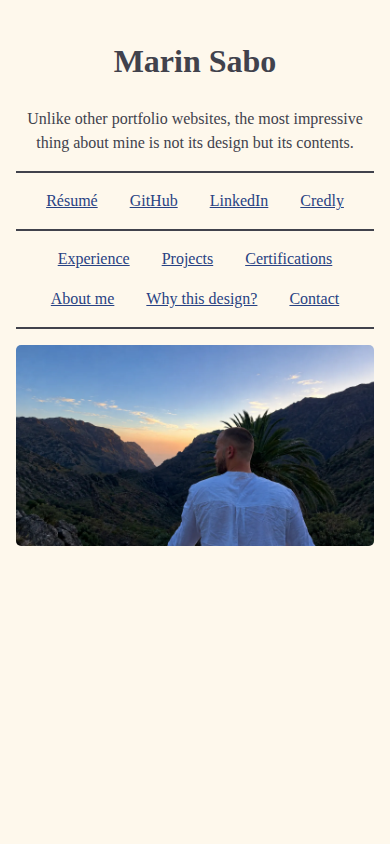 Marin Sabo
Unlike other portfolio websites, the most impressive
thing about mine is not its design but its contents.
Résumé GitHub LinkedIn Credly
Experience Projects Certifications
About me Why this design? Contact